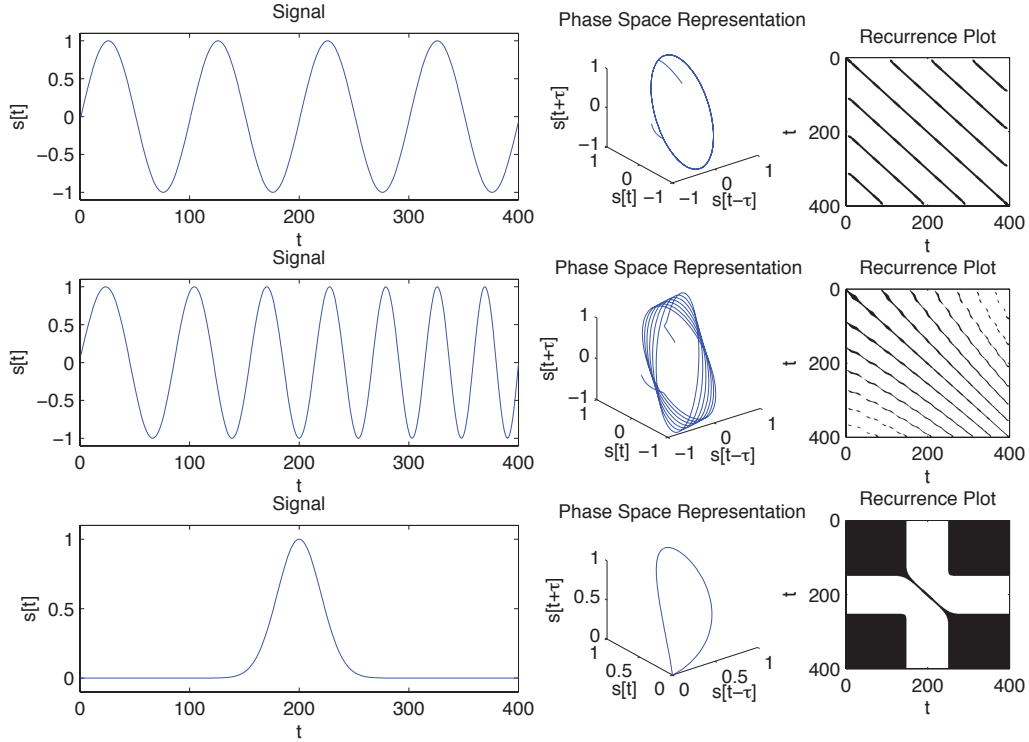 Signal
1
0.5
0
−0.5
−1
s[t]
0 100 200 300 400
t
Phase Space Representation
1
0
−1
s[t+τ]
1
0
−1
s[t]
−1
0
1
s[t−τ]
Recurrence Plot
0
200
400
t
0 200 400
t
Signal
1
0.5
0
−0.5
−1
s[t]
0 100 200 300 400
t
Phase Space Representation
1
0
−1
s[t+τ]
1
0
−1
s[t]
−1
0
1
s[t−τ]
Recurrence Plot
0
200
400
t
0 200 400
t
Signal
1
0.5
0
s[t]
0 100 200 300 400
t
Phase Space Representation
1
0.5
0
s[t+τ]
1
0.5
0
s[t]
0
0.5
1
s[t−τ]
Recurrence Plot
0
200
400
t
0 200 400
t